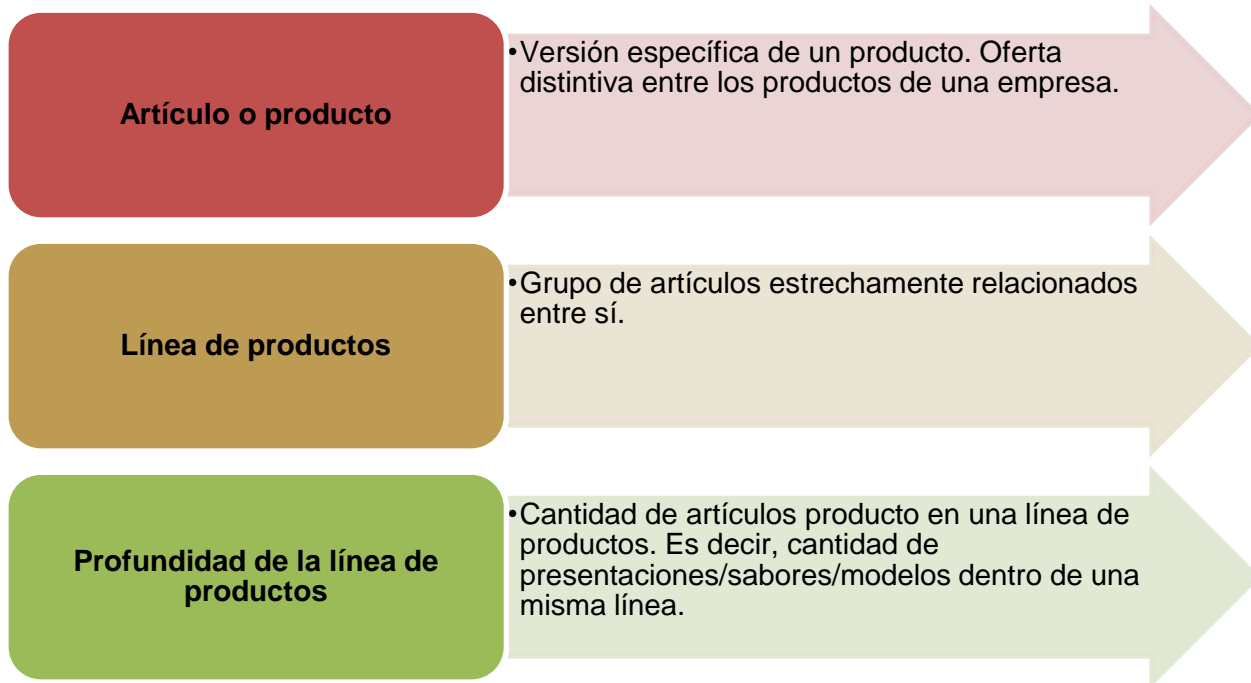 Artículo o producto
•Versión específica de un producto. Oferta
distintiva entre los productos de una empresa.
Línea de productos
•Grupo de artículos estrechamente relacionados
entre sí.
Profundidad de la línea de
productos
•Cantidad de artículos producto en una línea de
productos. Es decir, cantidad de
presentaciones/sabores/modelos dentro de una
misma línea.